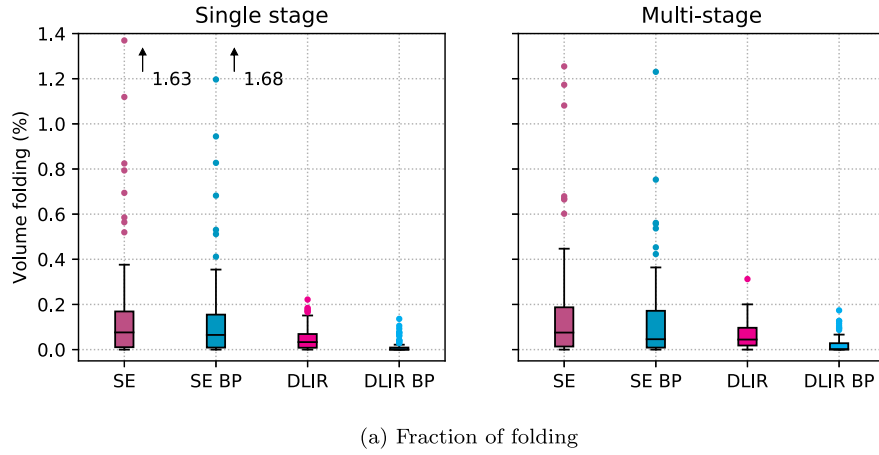 Single stage
Multi-stage
Volume folding (%)
1.4
1.2
1.0
0.8
0.6
0.4
0.2
0.0
1.63
1.68
SE
SE BP
DLIR
DLIR BP
SE
SE BP
DLIR
DLIR BP
(a) Fraction of folding